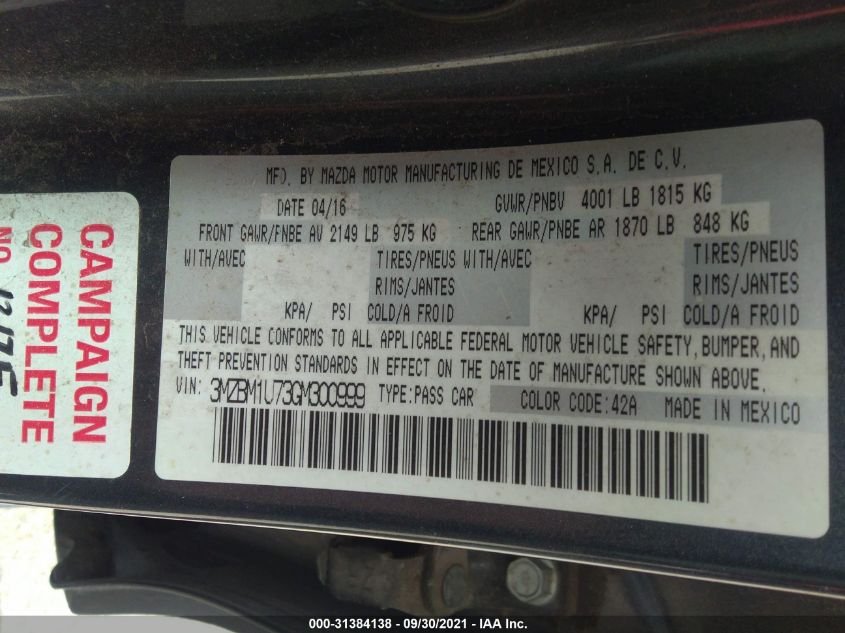 MFD. BY MAZDA MOTOR MANUFACTURING DE MEXICO S.A. DE C.V.
DATE 04/16 GVWR/PNBV 4001 LB 1815 KG
FRONT GAWR/FNBE AV 2149 LB 975 KG REAR GAWR/PNBE AR 1870 LB 848 KG
WITH/AVEC TIRES/PNEUS WITH/AVEC TIRES/PNEUS
RIMS/JANTES RIMS/JANTES
KPA/ PSI COLD/A FROID KPA/ PSI COLD/A FROID
THIS VEHICLE CONFORMS TO ALL APPLICABLE FEDERAL MOTOR VEHICLE SAFETY, BUMPER, AND
THEFT PREVENTION STANDARDS IN EFFECT ON THE DATE OF MANUFACTURE SHOWN ABOVE.
VIN: 3MZBM1U73GM300999 TYPE: PASS CAR COLOR CODE: 42A MADE IN MEXICO
CAMPAIGN
COMPLETE
NO.
000-31384138 - 09/30/2021 - IAA Inc.